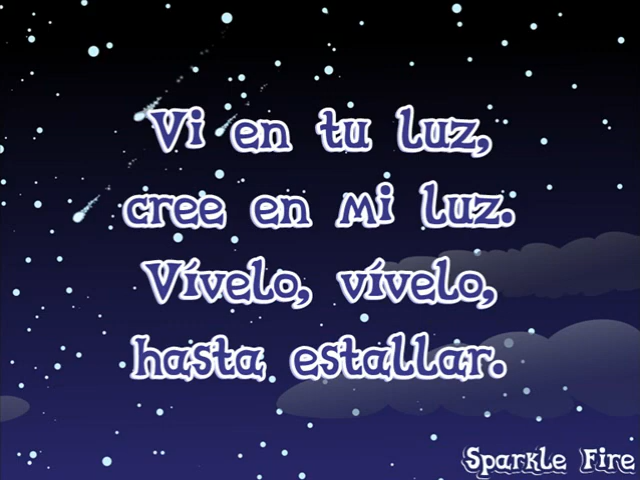 Vi en tu luz,
cree en mi luz.
Vívelo, vívelo,
hasta estallar.
Sparkle Fire